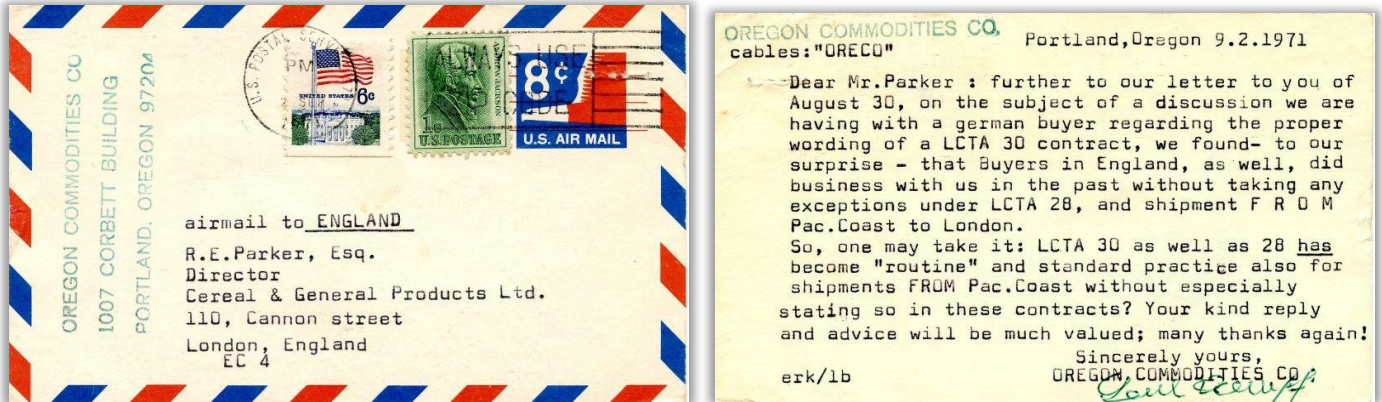 OREGON COMMODITIES CO
1007 CORBETT BUILDING
PORTLAND, OREGON 97204
U.S. POSTAL SERVICE
PM
ALWAYS USE
ZIP CODE
UNITED STATES 6c
JACKSON
1c
U.S. POSTAGE
8c
U.S. AIR MAIL
airmail to ENGLAND
R.E.Parker, Esq.
Director
Cereal & General Products Ltd.
110, Cannon street
London, England
EC 4
OREGON COMMODITIES CO.
cables:"ORECO"
Portland,Oregon 9.2.1971
Dear Mr.Parker : further to our letter to you of
August 30, on the subject of a discussion we are
having with a german buyer regarding the proper
wording of a LCTA 30 contract, we found- to our
surprise - that Buyers in England, as well, did
business with us in the past without taking any
exceptions under LCTA 28, and shipment F R O M
Pac.Coast to London.
So, one may take it: LCTA 30 as well as 28 has
become "routine" and standard practice also for
shipments FROM Pac.Coast without especially
stating so in these contracts? Your kind reply
and advice will be much valued; many thanks again!
Sincerely yours,
erk/lb
OREGON COMMODITIES CO.